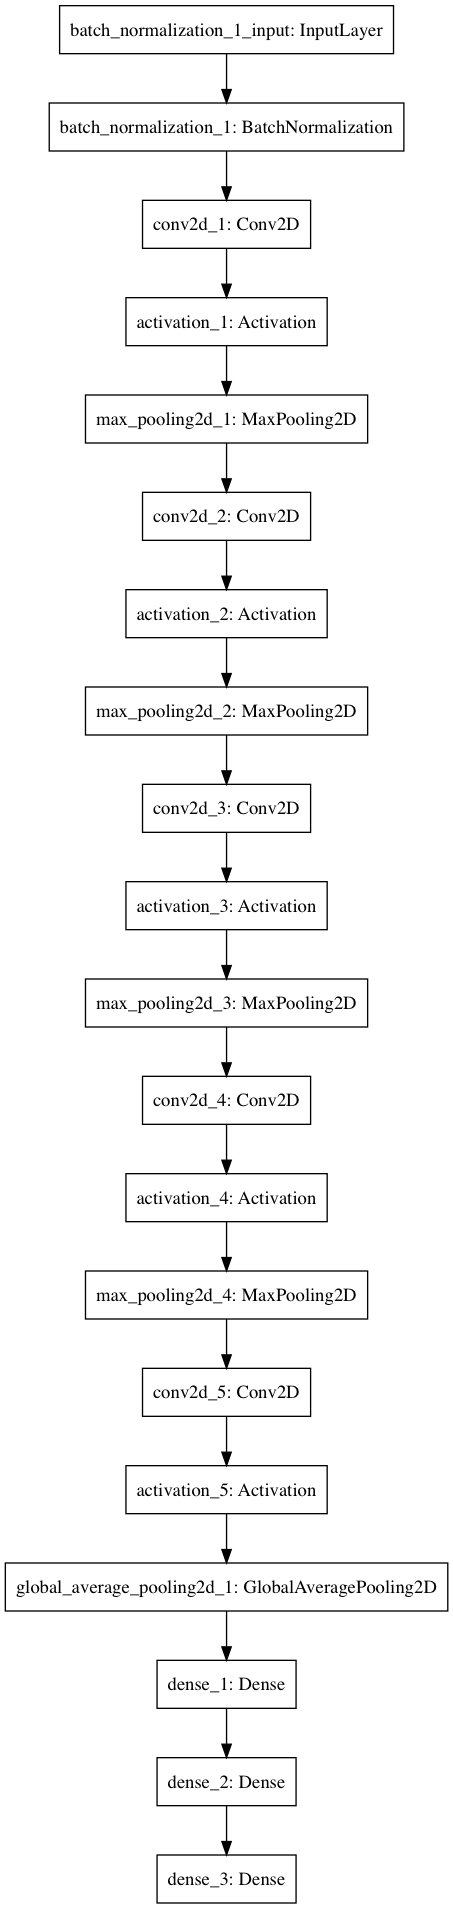 batch_normalization_1_input: InputLayer
batch_normalization_1: BatchNormalization
conv2d_1: Conv2D
activation_1: Activation
max_pooling2d_1: MaxPooling2D
conv2d_2: Conv2D
activation_2: Activation
max_pooling2d_2: MaxPooling2D
conv2d_3: Conv2D
activation_3: Activation
max_pooling2d_3: MaxPooling2D
conv2d_4: Conv2D
activation_4: Activation
max_pooling2d_4: MaxPooling2D
conv2d_5: Conv2D
activation_5: Activation
global_average_pooling2d_1: GlobalAveragePooling2D
dense_1: Dense
dense_2: Dense
dense_3: Dense